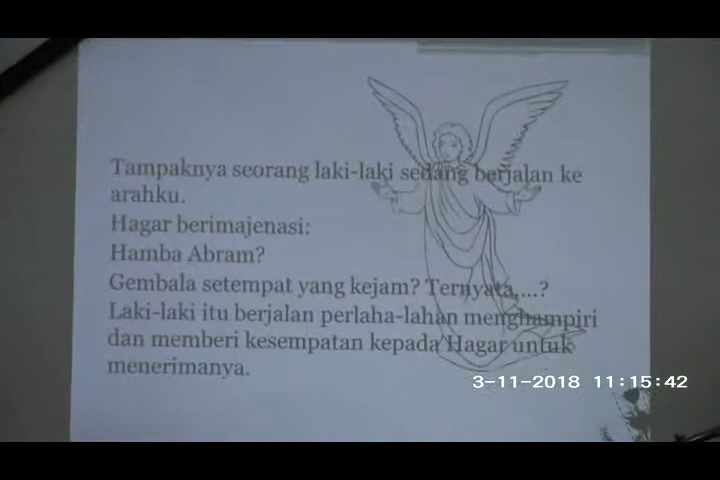 Tampaknya seorang laki-laki sedang berjalan ke
arahku.
Hagar berimajenasi:
Hamba Abram?
Gembala setempat yang kejam? Ternyata....?
Laki-laki itu berjalan perlaha-lahan menghampiri
dan memberi kesempatan kepada Hagar untuk
menerimanya.
3-11-2018 11:15:42